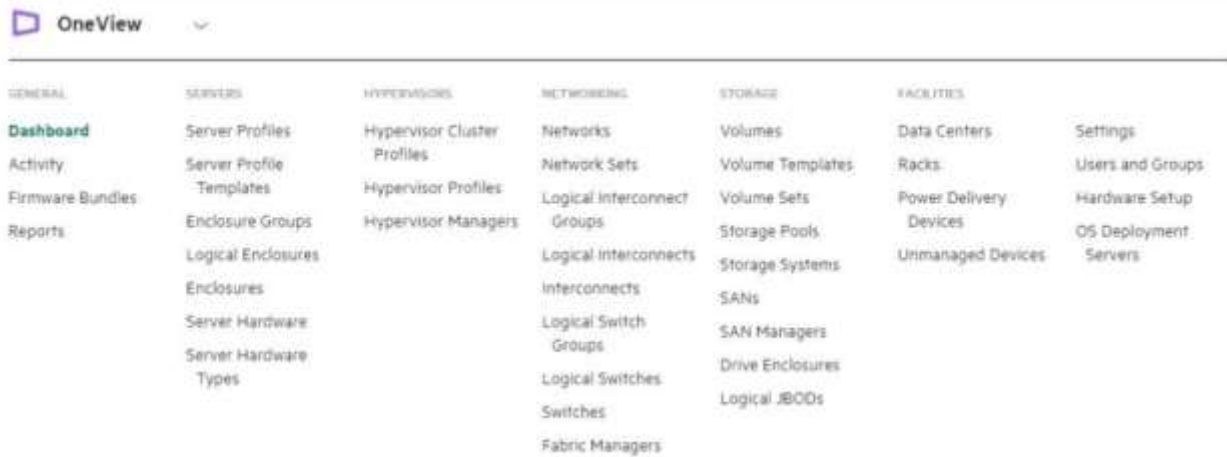 OneView
GENERAL
Dashboard
Activity
Firmware Bundles
Reports
SERVERS
Server Profiles
Server Profile
Templates
Enclosure Groups
Logical Enclosures
Enclosures
Server Hardware
Server Hardware
Types
HYPERVISORS
Hypervisor Cluster
Profiles
Hypervisor Profiles
Hypervisor Managers
NETWORKING
Networks
Network Sets
Logical Interconnect
Groups
Logical Interconnects
Interconnects
Logical Switch
Groups
Logical Switches
Switches
Fabric Managers
STORAGE
Volumes
Volume Templates
Volume Sets
Storage Pools
Storage Systems
SANs
SAN Managers
Drive Enclosures
Logical JBODs
FACILITIES
Data Centers
Racks
Power Delivery
Devices
Unmanaged Devices
Settings
Users and Groups
Hardware Setup
OS Deployment
Servers